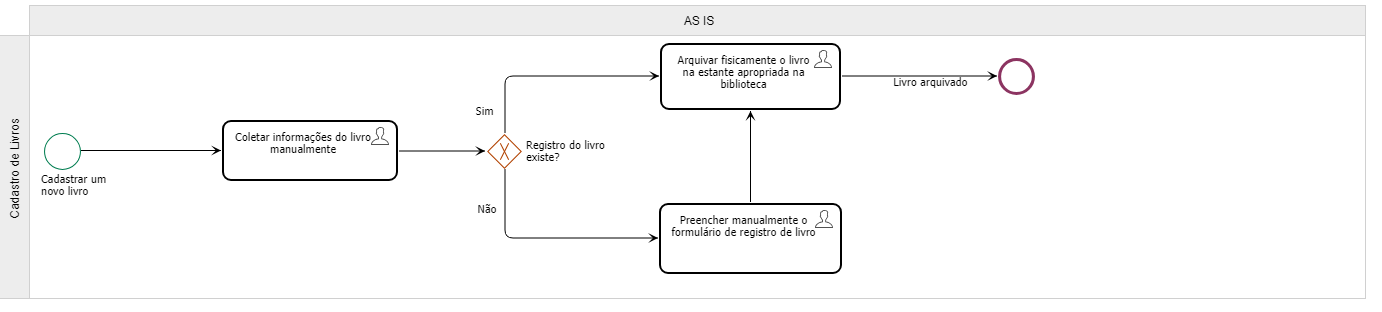 AS IS
Cadastro de Livros
Cadastrar um
novo livro
Coletar informações do livro
manualmente
Sim
Registro do livro
existe?
Não
Arquivar fisicamente o livro
na estante apropriada na
biblioteca
Livro arquivado
Preencher manualmente o
formulário de registro de livro